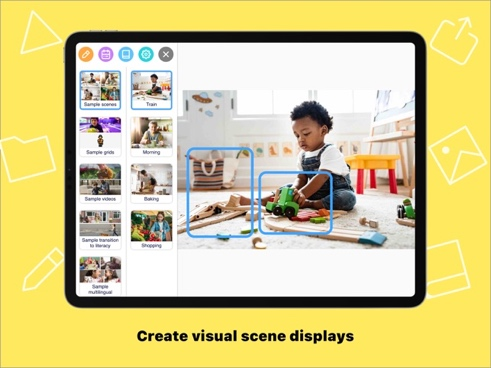 Sample scenes
Train
Sample grids
Morning
Sample videos
Baking
Sample transition
to literacy
Shopping
Sample
multilingual
Create visual scene displays